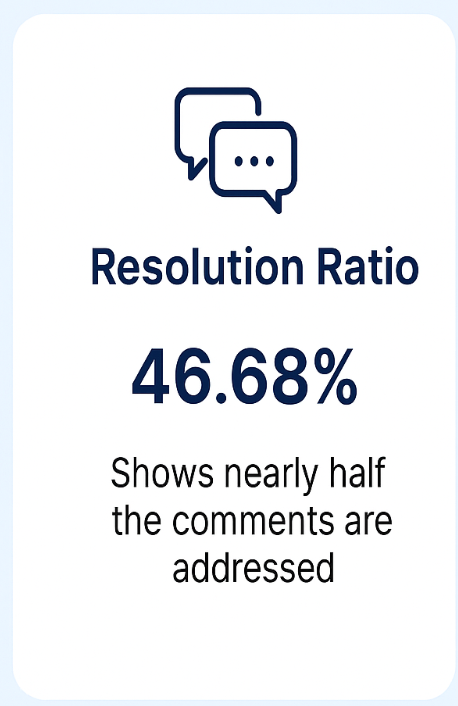 Resolution Ratio
46.68%
Shows nearly half
the comments are
addressed